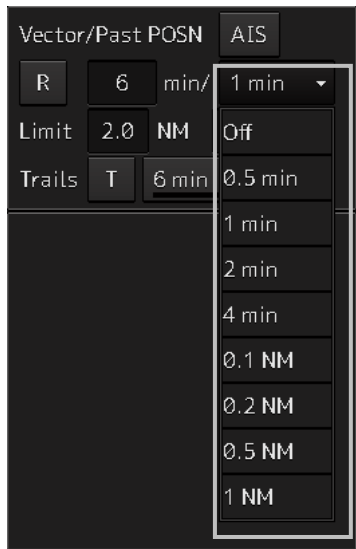 Vector/Past POSN AIS
R 6 min/ 1 min
Limit 2.0 NM Off
Trails T 6 min 0.5 min
1 min
2 min
4 min
0.1 NM
0.2 NM
0.5 NM
1 NM